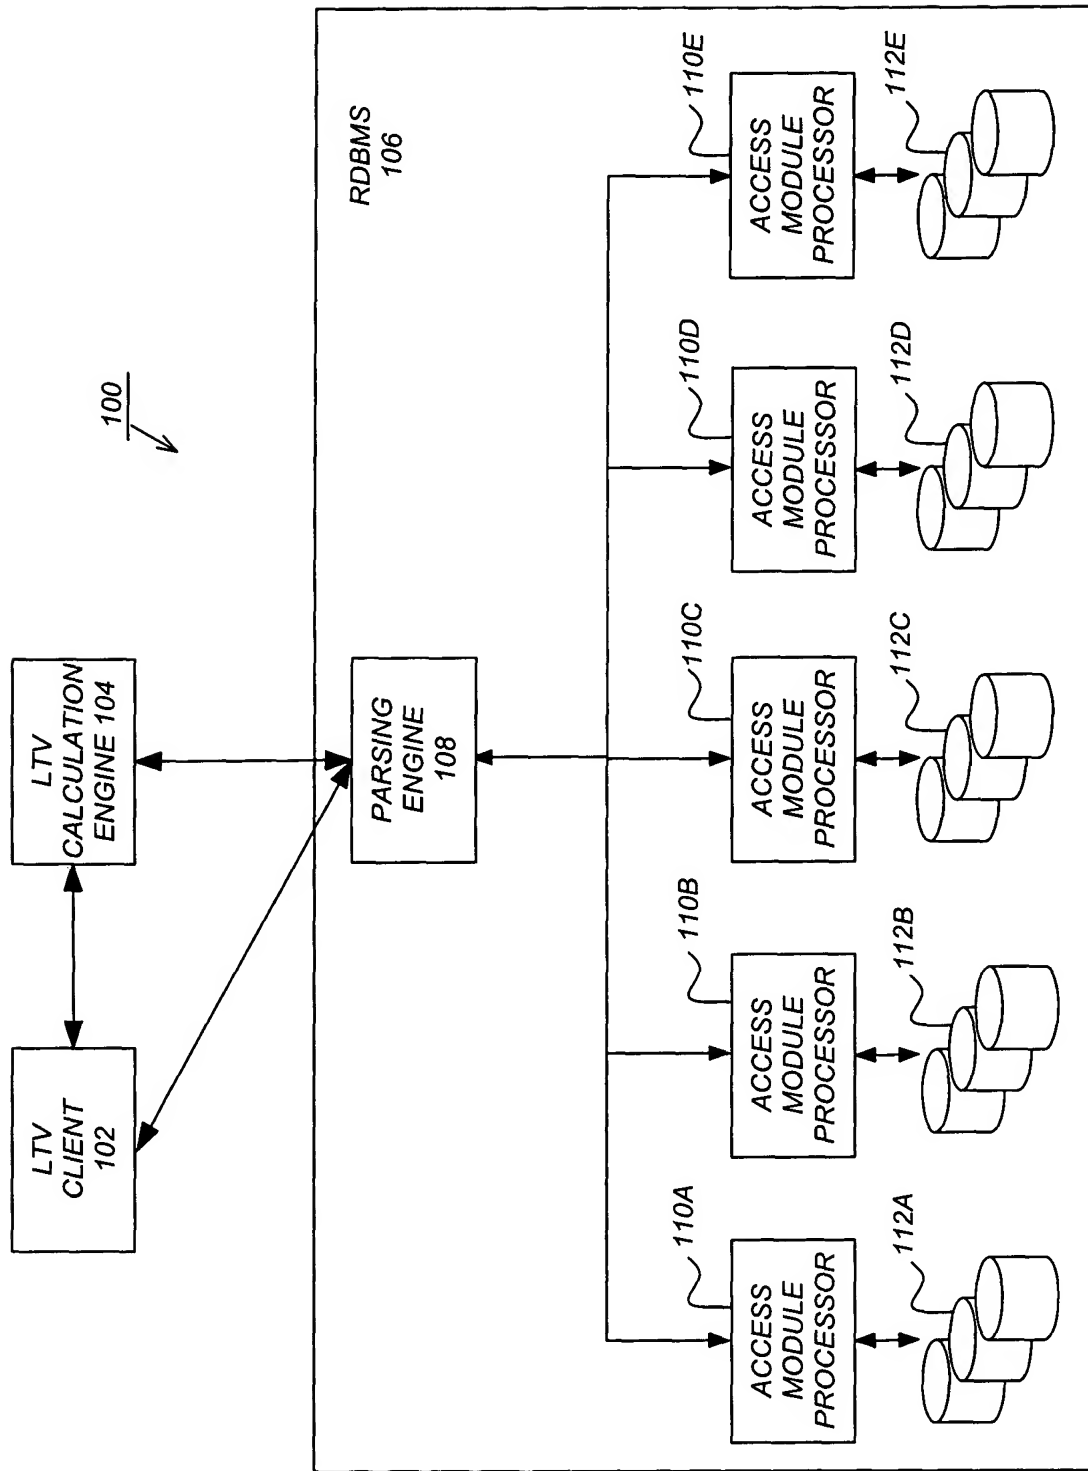 100
LTV
CLIENT
102
LTV
CALCULATION
ENGINE 104
RDBMS
106
PARSING
ENGINE
108
110A
110B
110C
110D
110E
ACCESS
MODULE
PROCESSOR
ACCESS
MODULE
PROCESSOR
ACCESS
MODULE
PROCESSOR
ACCESS
MODULE
PROCESSOR
ACCESS
MODULE
PROCESSOR
112A
112B
112C
112D
112E